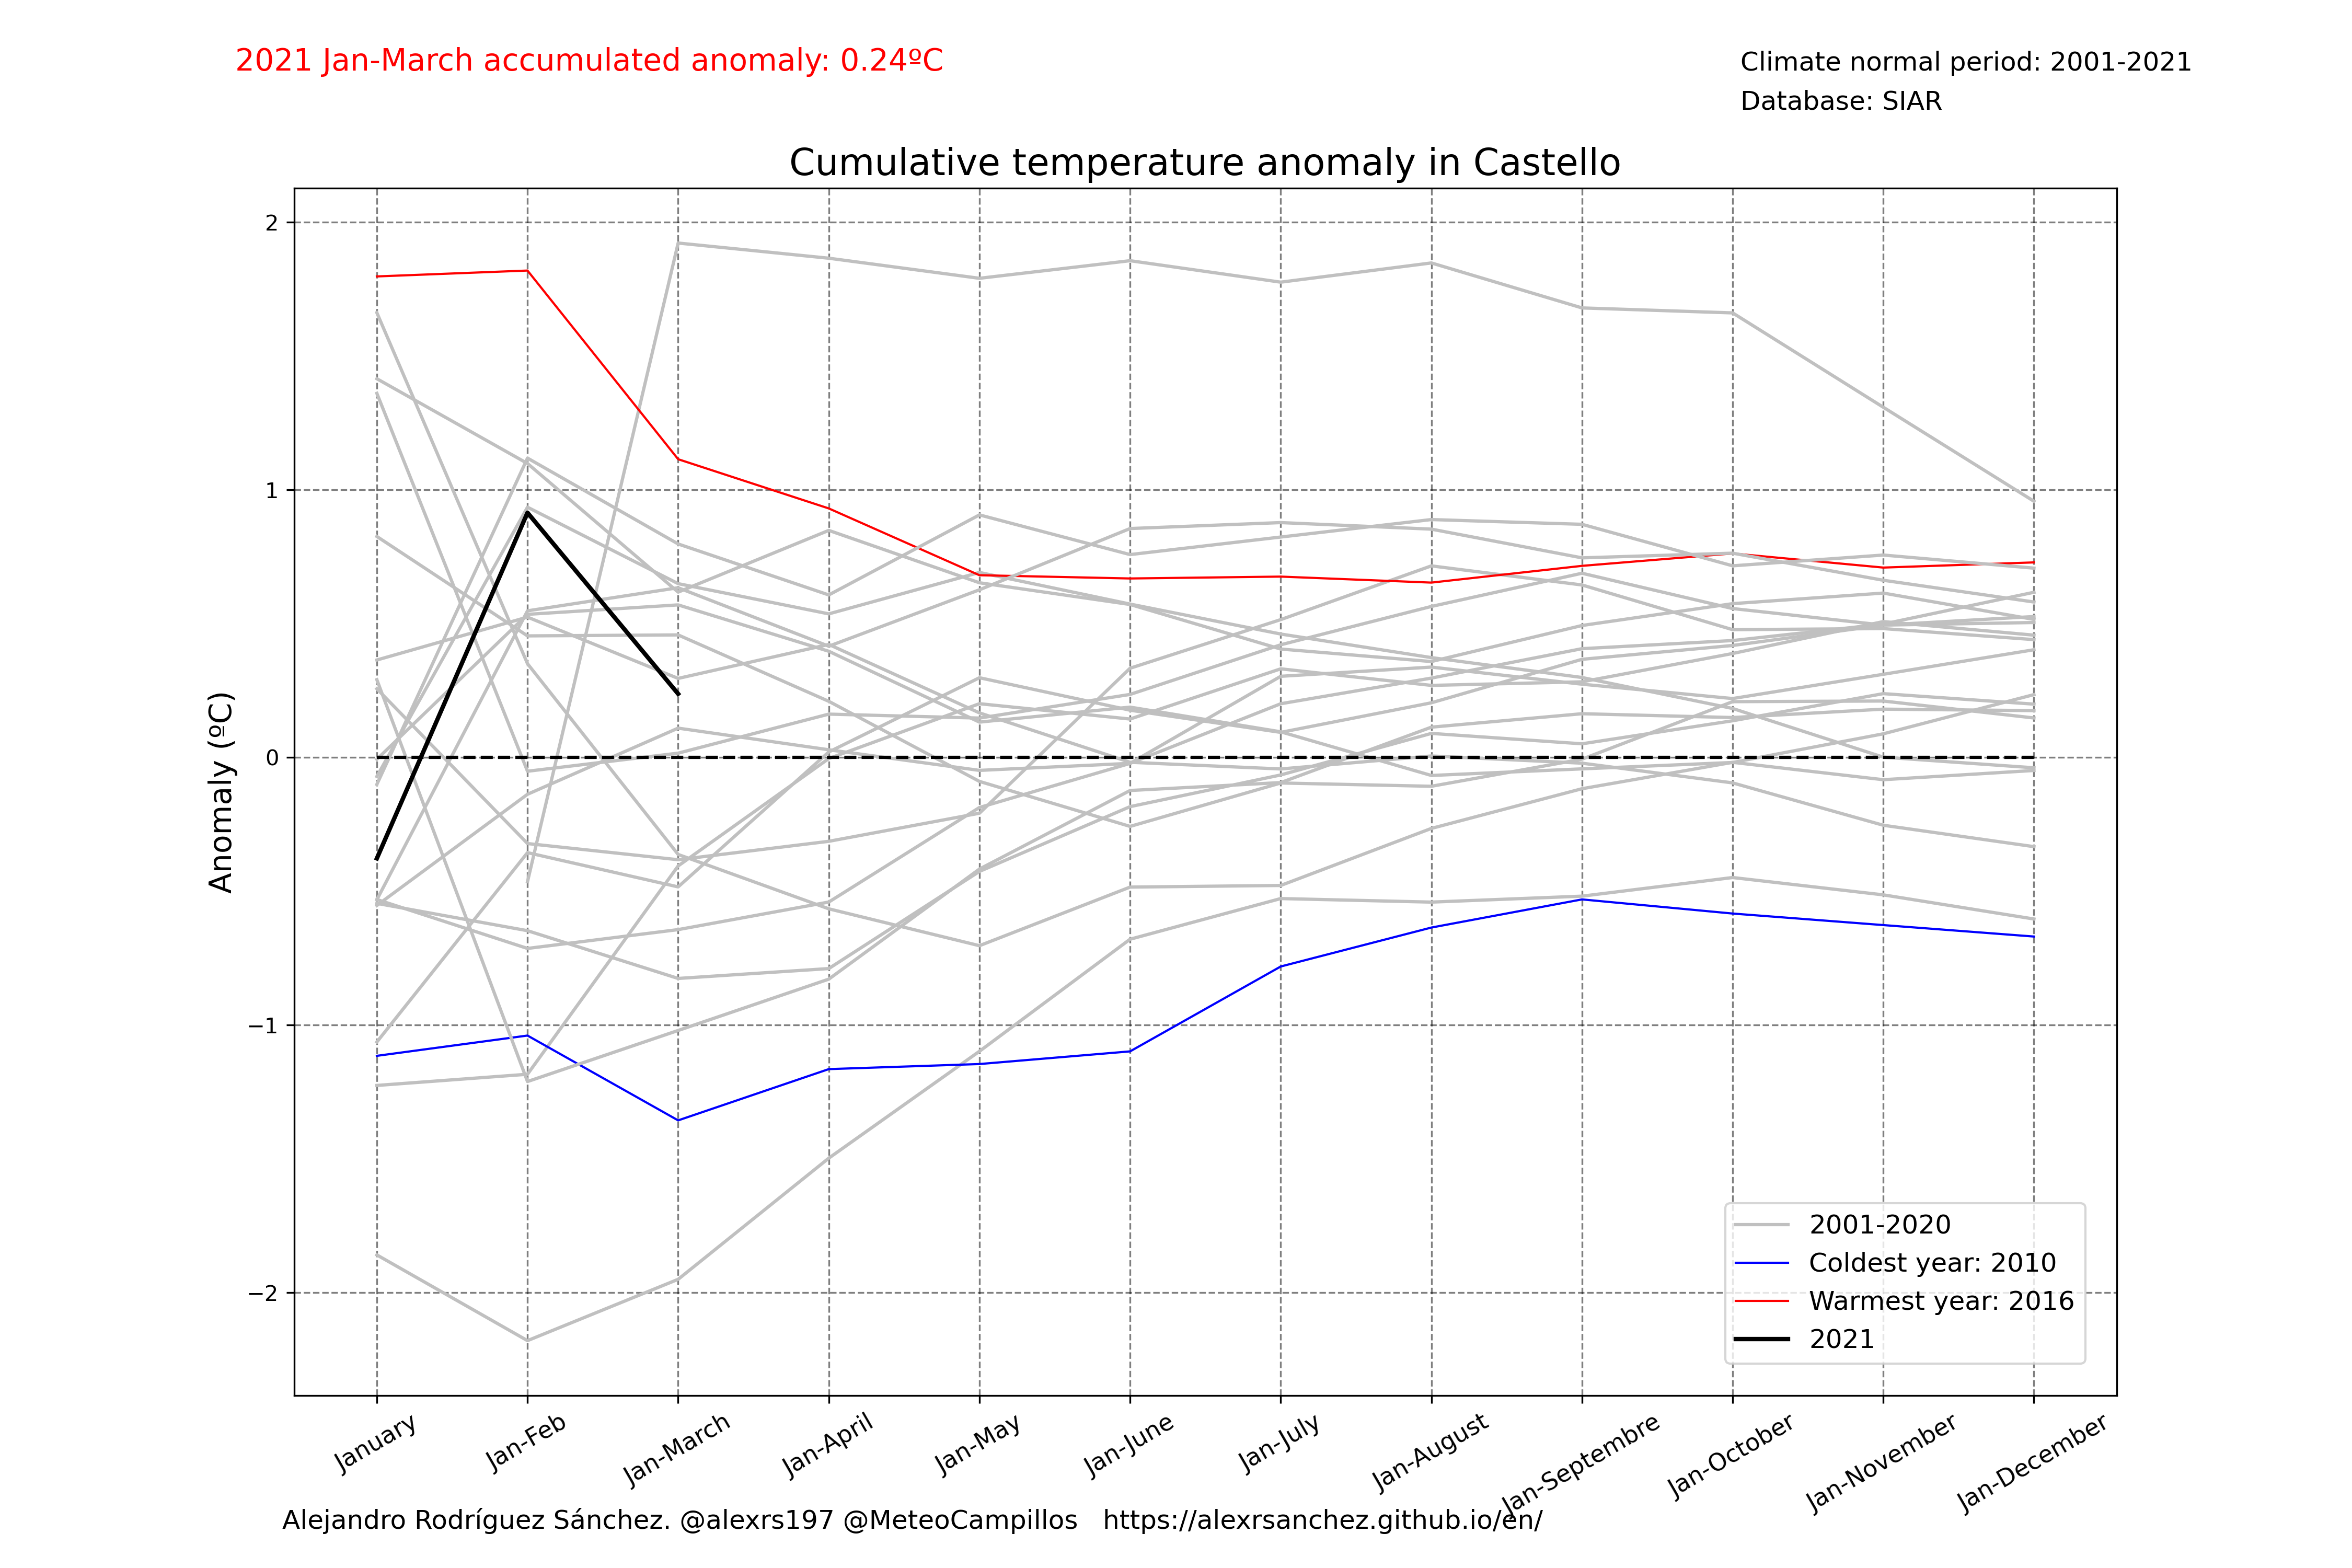 2021 Jan-March accumulated anomaly: 0.24ºC
Climate normal period: 2001-2021
Database: SIAR
Cumulative temperature anomaly in Castello
Anomaly (ºC)
2
1
0
−1
−2
2001-2020
Coldest year: 2010
Warmest year: 2016
2021
January
Jan-Feb
Jan-March
Jan-April
Jan-May
Jan-June
Jan-July
Jan-August
Jan-Septembre
Jan-October
Jan-November
Jan-December
Alejandro Rodríguez Sánchez. @alexrs197 @MeteoCampillos https://alexrsanchez.github.io/en/